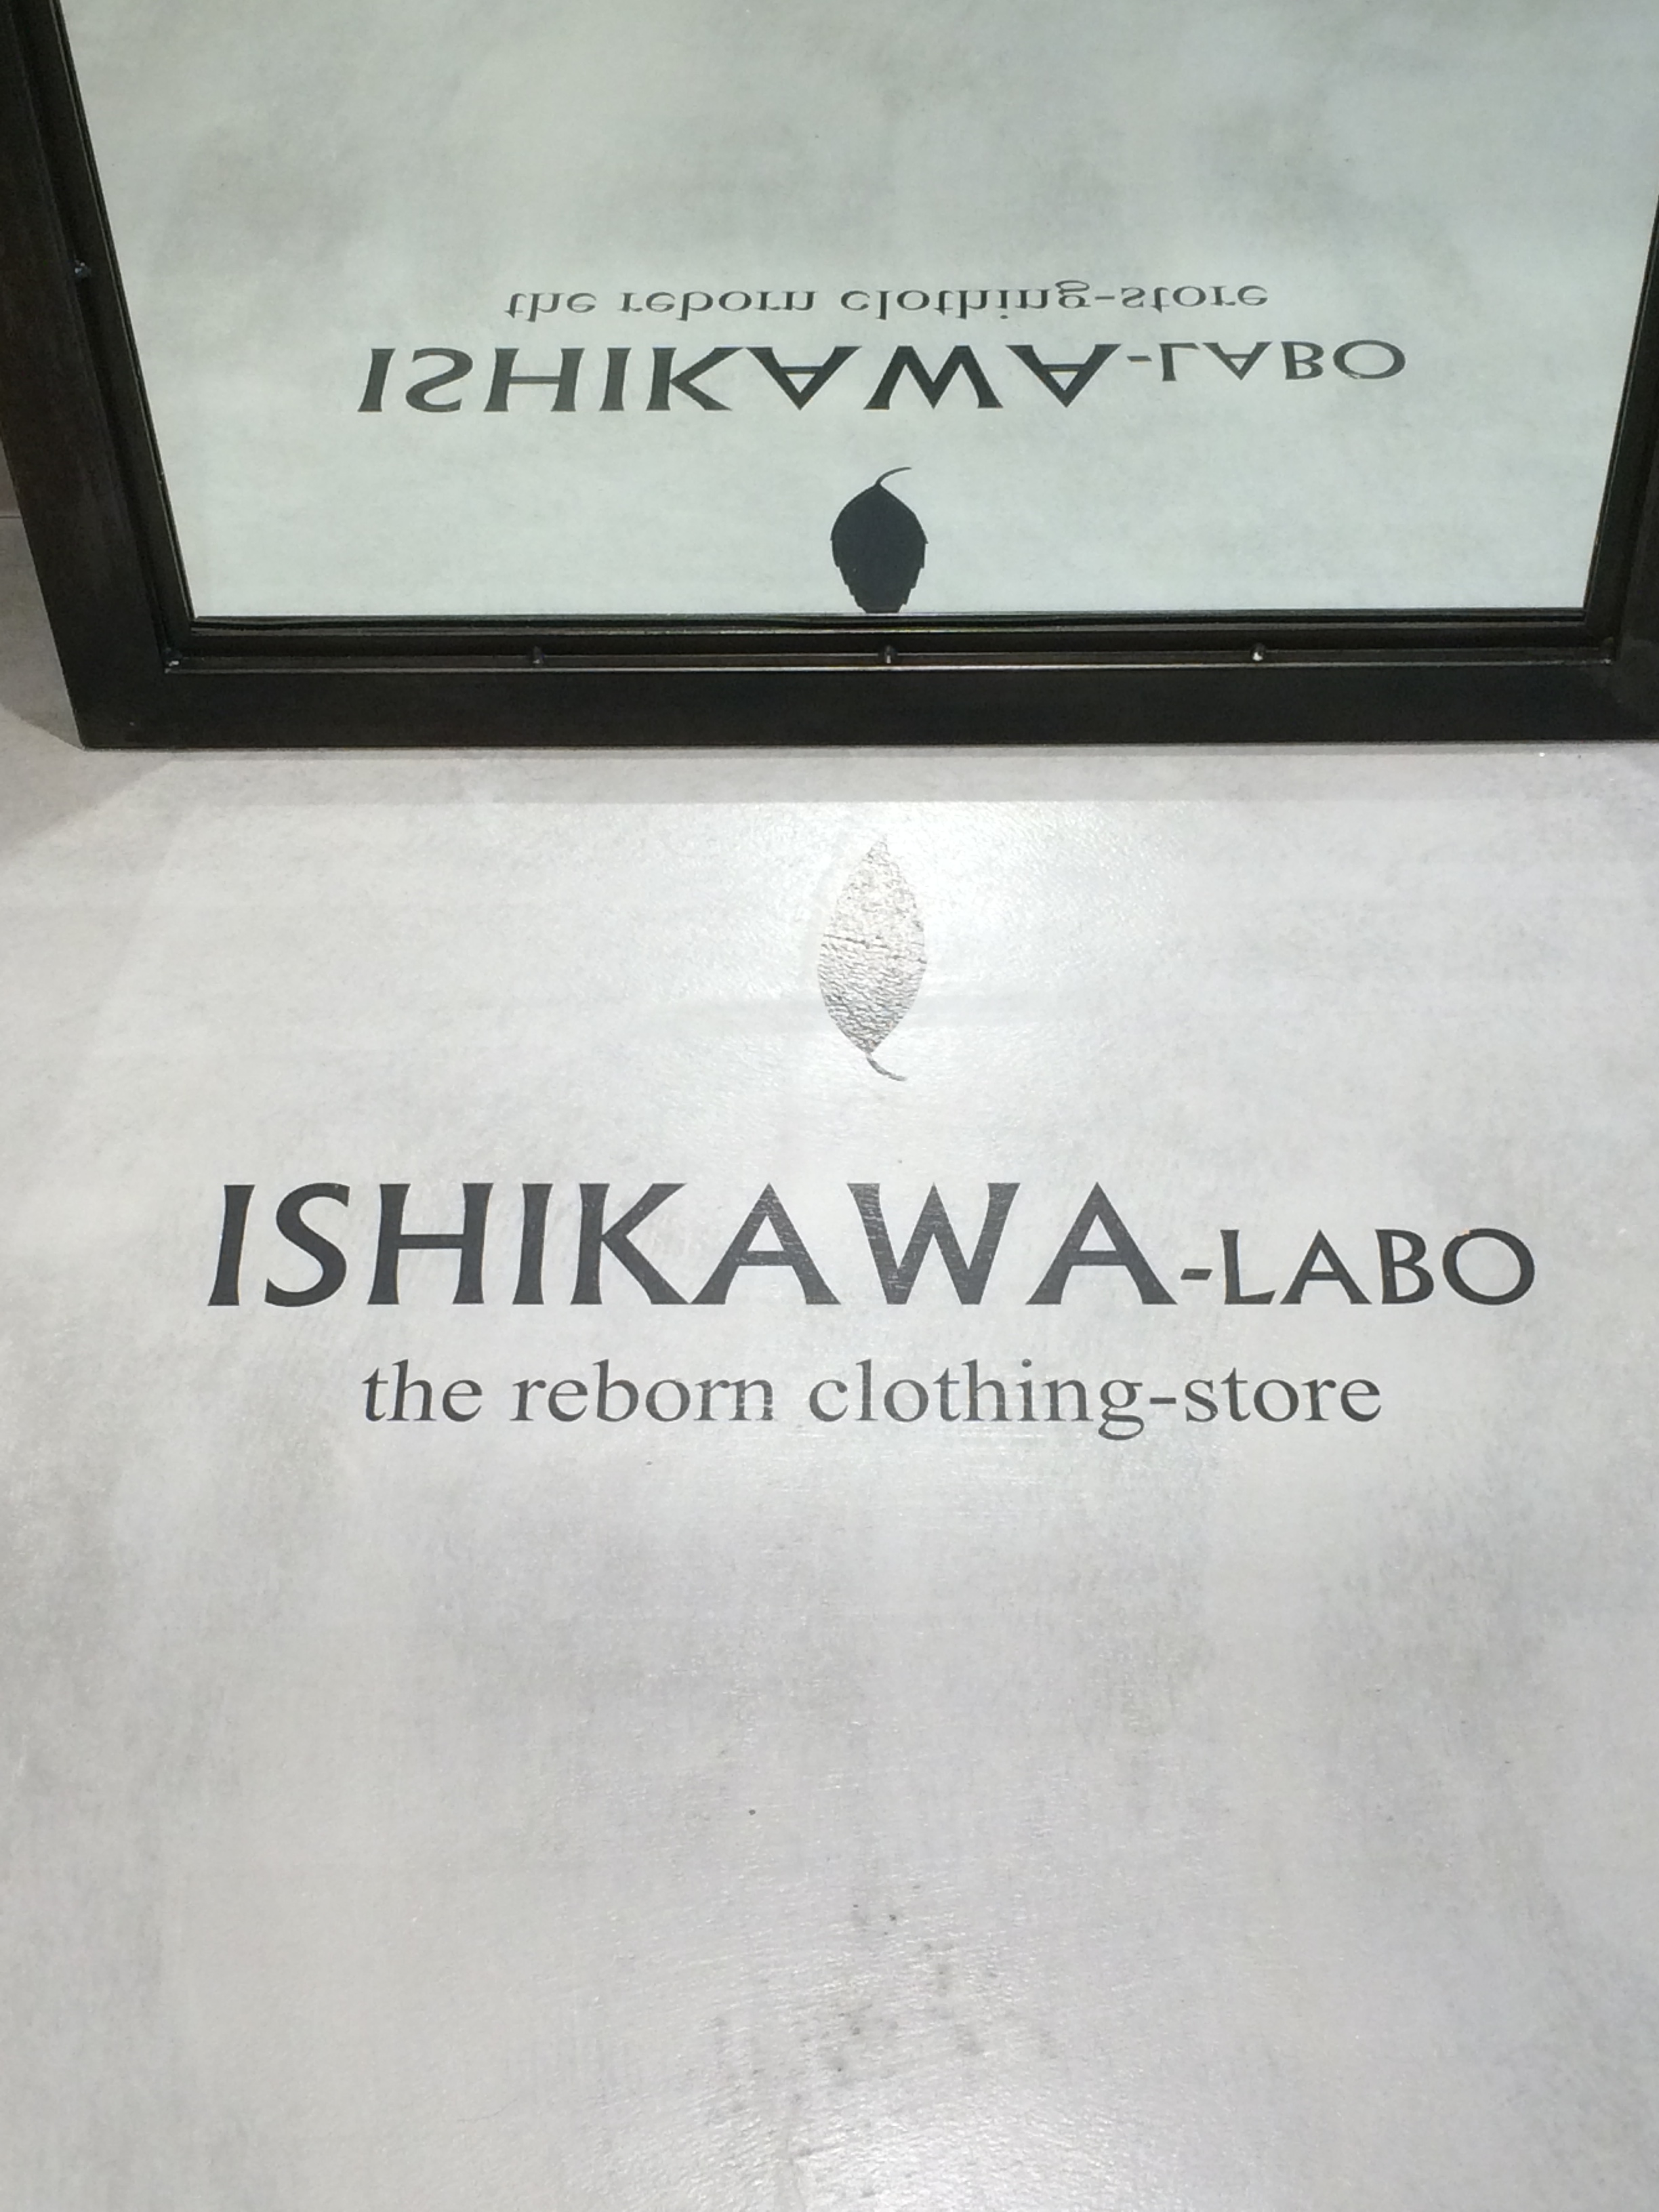 the reborn clothing-store
ISHIKAWA-LABO
ISHIKAWA-LABO
the reborn clothing-store